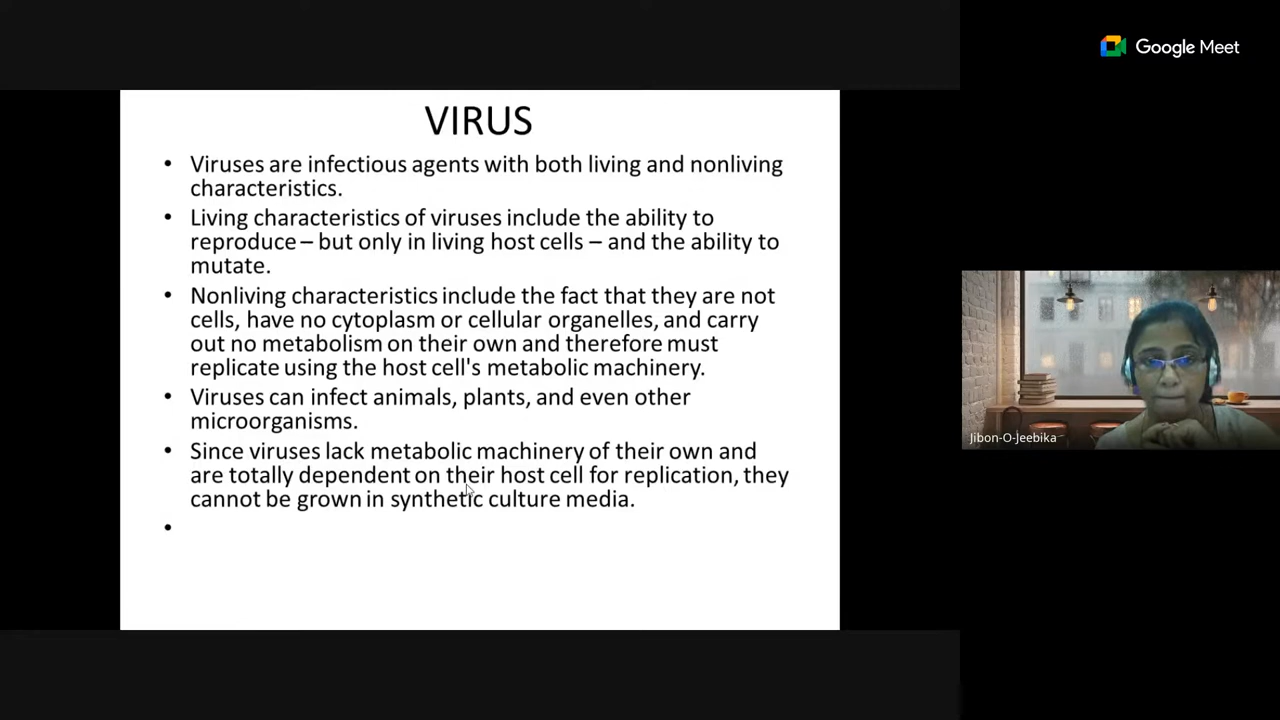 Google Meet
VIRUS
• Viruses are infectious agents with both living and nonliving
characteristics.
• Living characteristics of viruses include the ability to
reproduce – but only in living host cells – and the ability to
mutate.
• Nonliving characteristics include the fact that they are not
cells, have no cytoplasm or cellular organelles, and carry
out no metabolism on their own and therefore must
replicate using the host cell's metabolic machinery.
• Viruses can infect animals, plants, and even other
microorganisms.
• Since viruses lack metabolic machinery of their own and
are totally dependent on their host cell for replication, they
cannot be grown in synthetic culture media.
•
Jibon-O-Jeebika